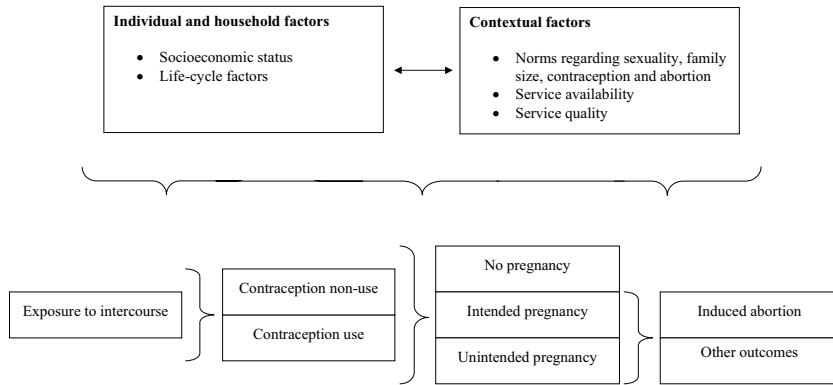 Individual and household factors
• Socioeconomic status
• Life-cycle factors
Contextual factors
• Norms regarding sexuality, family
size, contraception and abortion
• Service availability
• Service quality
Exposure to intercourse
Contraception non-use
Contraception use
No pregnancy
Intended pregnancy
Unintended pregnancy
Induced abortion
Other outcomes